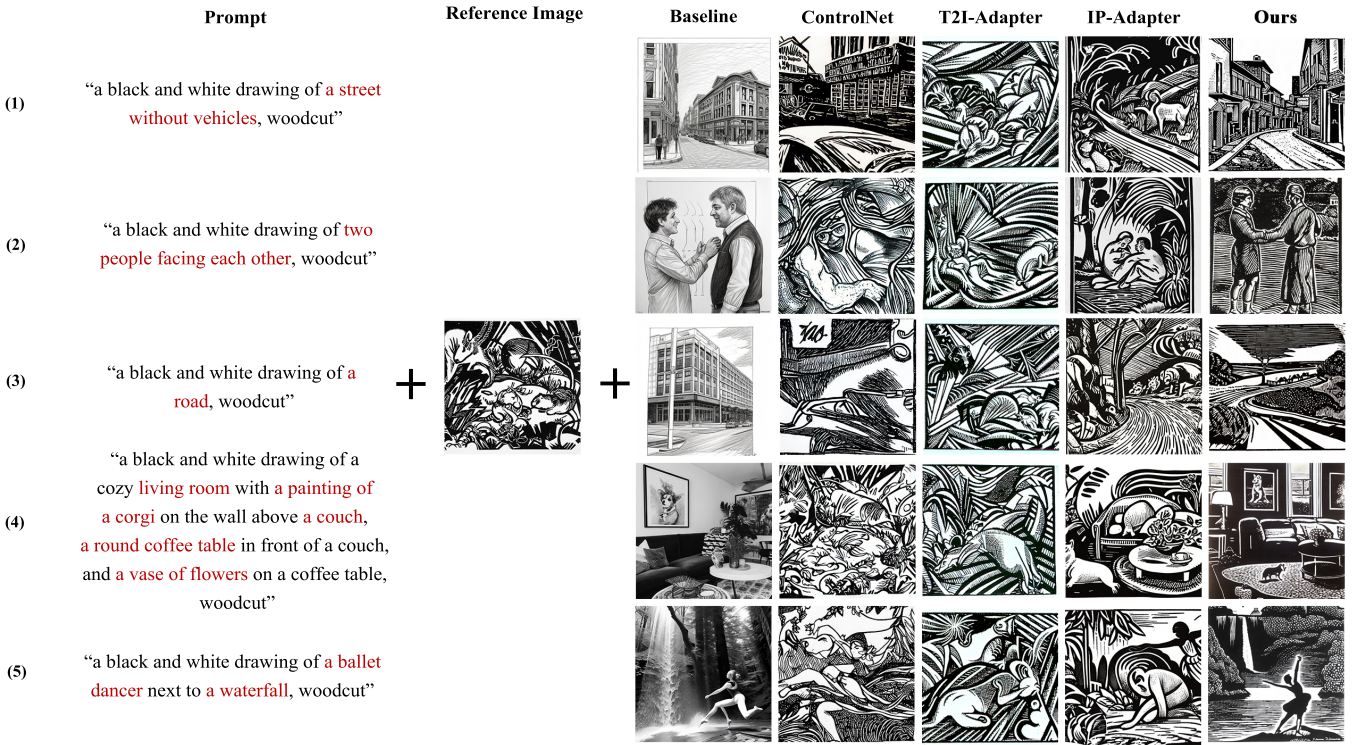 Prompt
Reference Image
Baseline
ControlNet
T2I-Adapter
IP-Adapter
Ours
(1)
“a black and white drawing of a street
without vehicles, woodcut”
(2)
“a black and white drawing of two
people facing each other, woodcut”
(3)
“a black and white drawing of a
road, woodcut”
+
+
(4)
“a black and white drawing of a
cozy living room with a painting of
a corgi on the wall above a couch,
a round coffee table in front of a couch,
and a vase of flowers on a coffee table,
woodcut”
(5)
“a black and white drawing of a ballet
dancer next to a waterfall, woodcut”